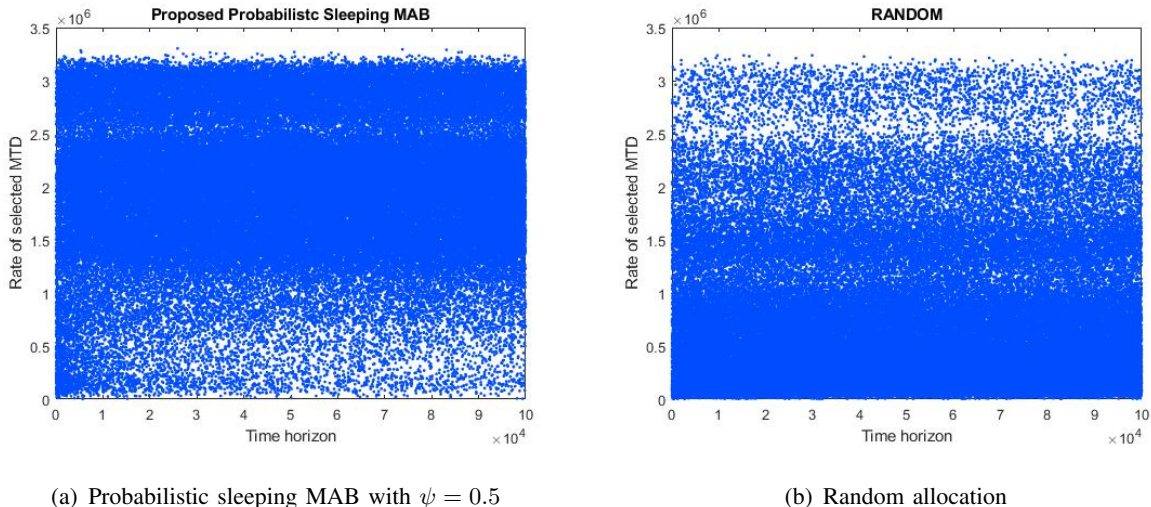 Proposed Probabilistc Sleeping MAB
×10^6
3.5
3
2.5
2
1.5
1
0.5
0
Rate of selected MTD
0 1 2 3 4 5 6 7 8 9 10
Time horizon
×10^4
(a) Probabilistic sleeping MAB with ψ = 0.5
RANDOM
×10^6
3.5
3
2.5
2
1.5
1
0.5
0
Rate of selected MTD
0 1 2 3 4 5 6 7 8 9 10
Time horizon
×10^4
(b) Random allocation